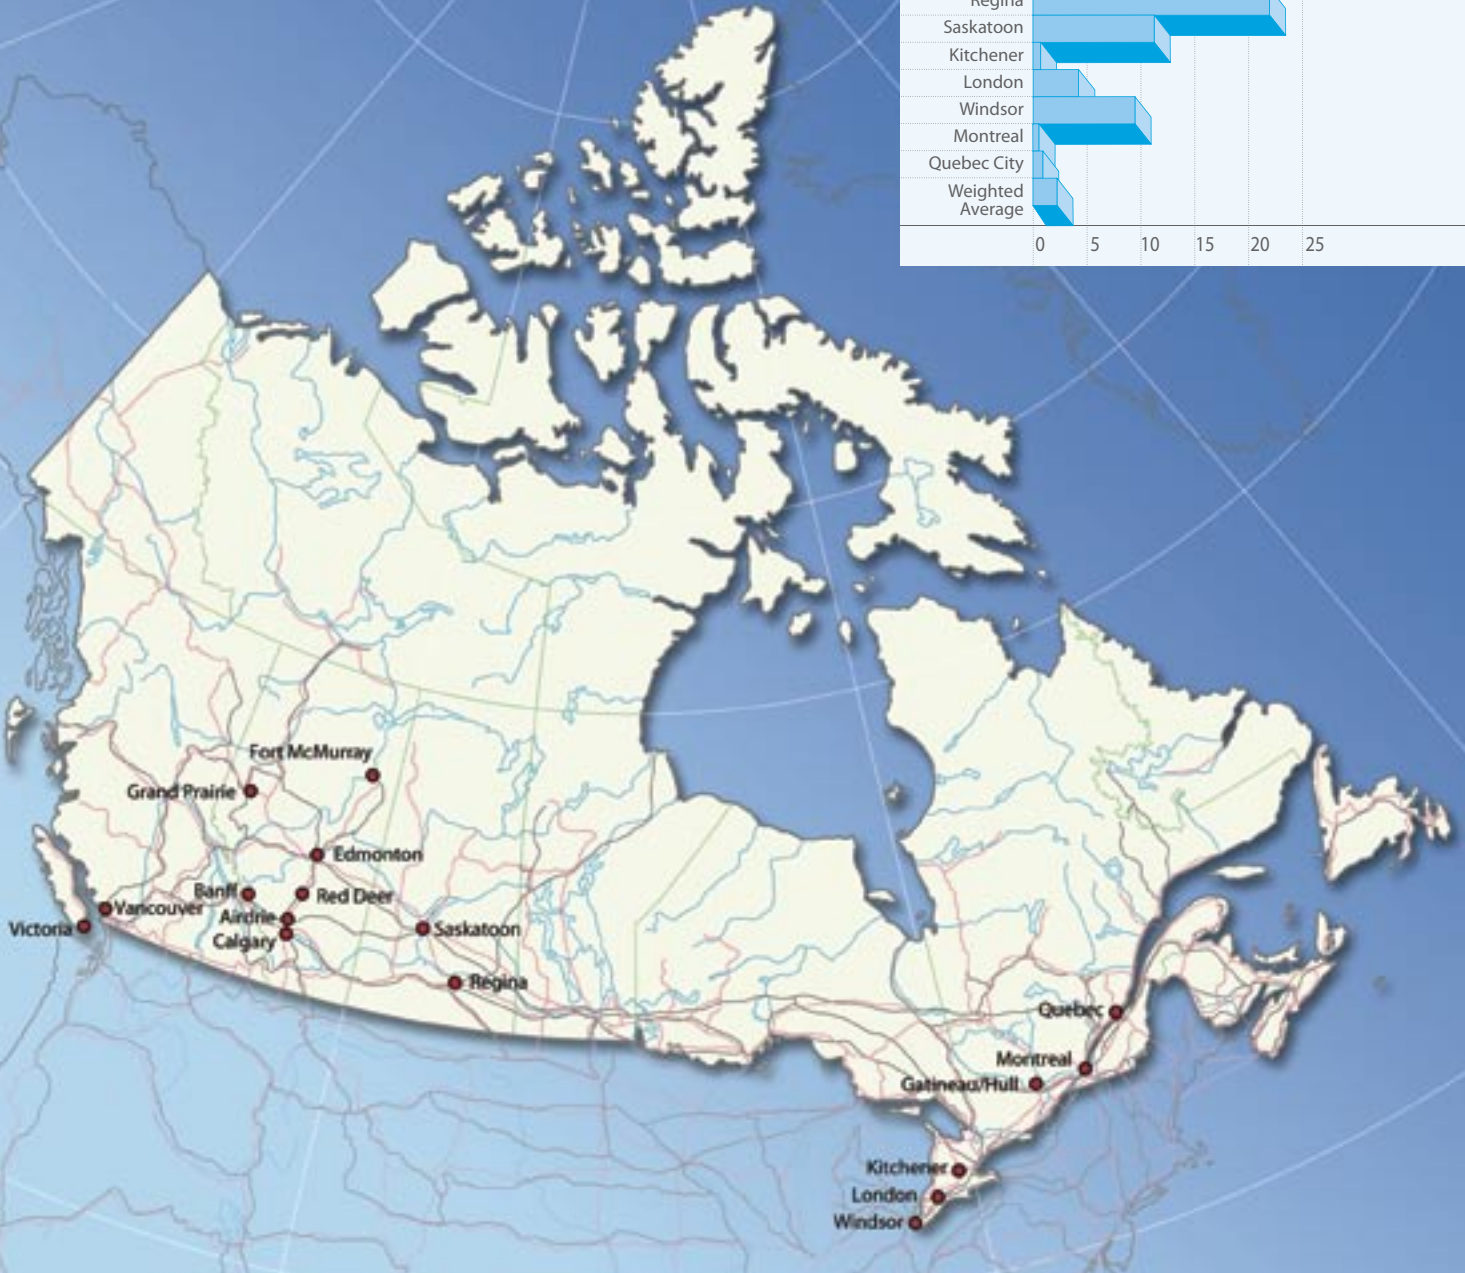 Regina
Saskatoon
Kitchener
London
Windsor
Montreal
Quebec City
Weighted
Average
0 5 10 15 20 25
Fort McMurray
Grand Prairie
Edmonton
Banff
Red Deer
Vancouver
Airdrie
Victoria
Saskatoon
Calgary
Regina
Quebec
Montreal
Gatineau/Hull
Kitchener
London
Windsor